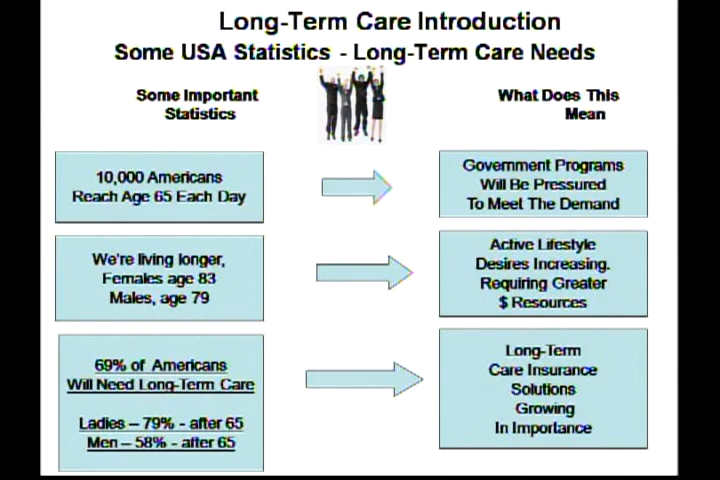 Long-Term Care Introduction
Some USA Statistics - Long-Term Care Needs
Some Important
Statistics
What Does This
Mean
10,000 Americans
Reach Age 65 Each Day
Government Programs
Will Be Pressured
To Meet The Demand
We're living longer,
Females age 83
Males, age 79
Active Lifestyle
Desires Increasing.
Requiring Greater
$ Resources
69% of Americans
Will Need Long-Term Care
Ladies – 79% - after 65
Men – 58% - after 65
Long-Term
Care Insurance
Solutions
Growing
In Importance